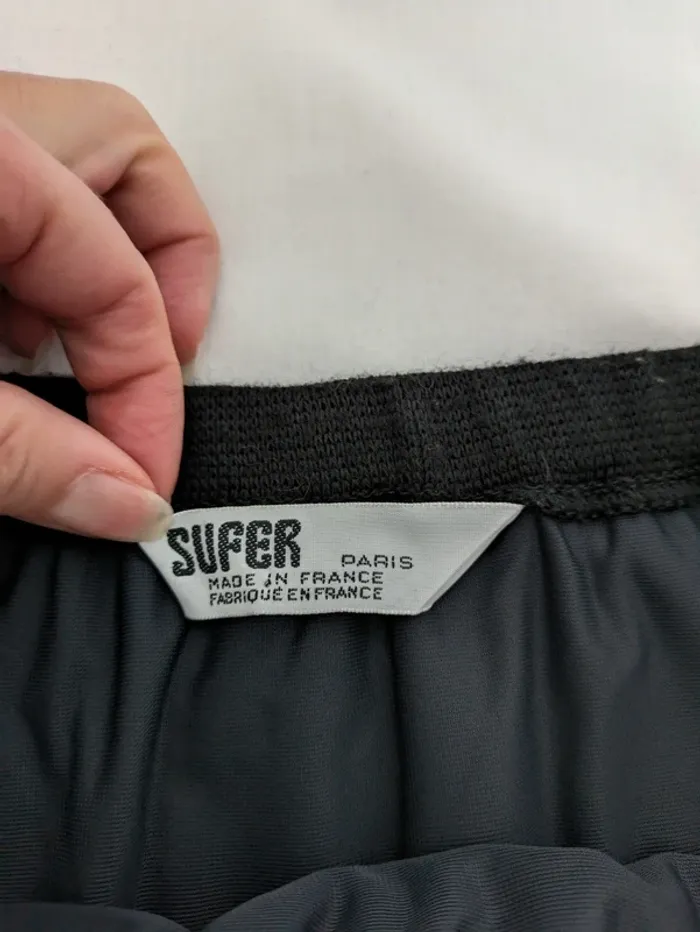 SUFER PARIS
MADE IN FRANCE
FABRIQUÉ EN FRANCE